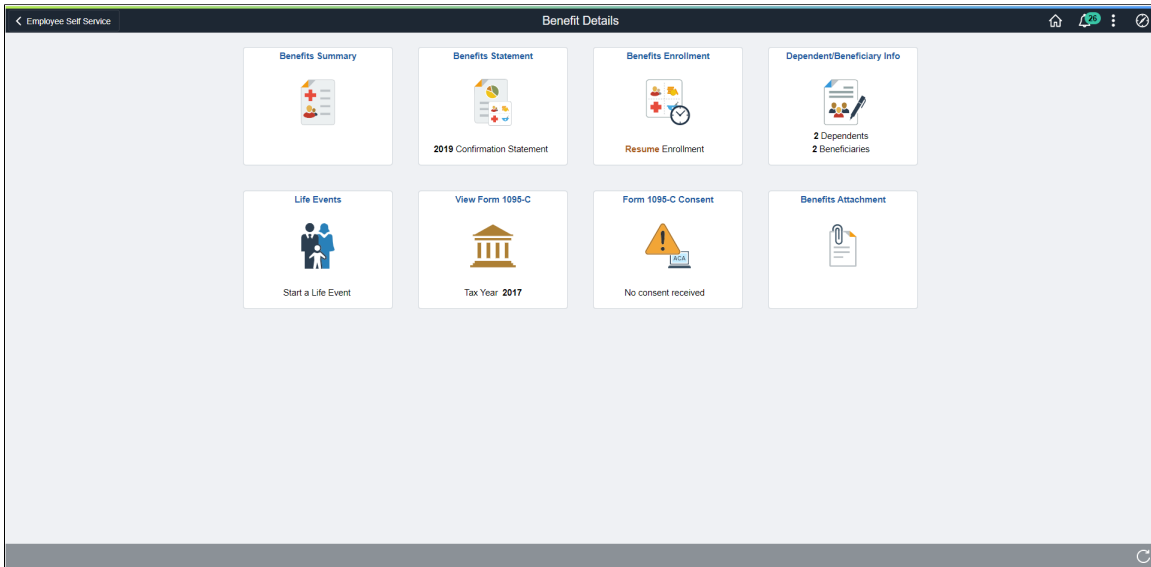 Employee Self Service
Benefit Details
26
Benefits Summary
Benefits Statement
2019 Confirmation Statement
Benefits Enrollment
Resume Enrollment
Dependent/Beneficiary Info
2 Dependents
2 Beneficiaries
Life Events
Start a Life Event
View Form 1095-C
Tax Year 2017
Form 1095-C Consent
ACA
No consent received
Benefits Attachment